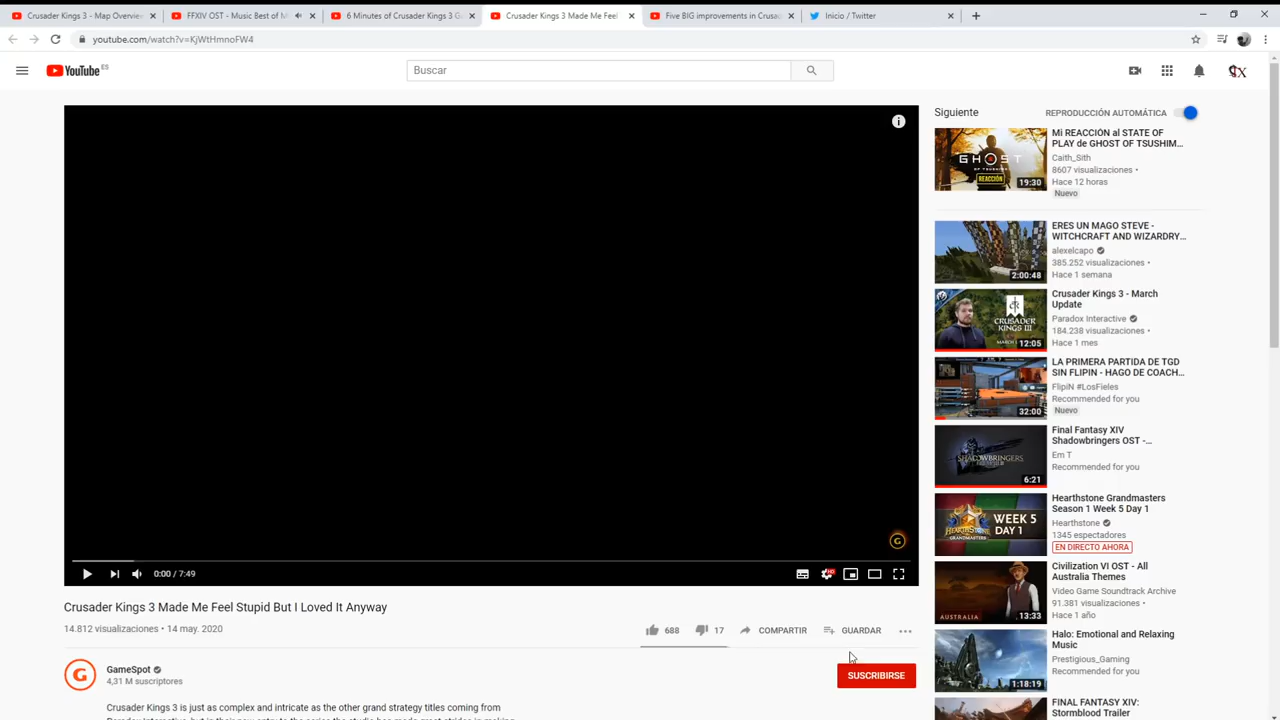 Crusader Kings 3 - Map Overview
FFXIV OST - Music Best of M
6 Minutes of Crusader Kings 3 G
Crusader Kings 3 Made Me Feel
Five BIG improvements in Crusad
Inicio / Twitter
youtube.com/watch?v=KjWtHmnoFW4
YouTube ES
Buscar
Siguiente
REPRODUCCIÓN AUTOMÁTICA
GHOST
REACCIÓN
19:30
Mi REACCIÓN al STATE OF
PLAY de GHOST OF TSUSHIM...
Caith_Sith
8607 visualizaciones •
Hace 12 horas
Nuevo
2:00:48
ERES UN MAGO STEVE -
WITCHCRAFT AND WIZARDRY...
alexelcapo
385.252 visualizaciones •
Hace 1 semana
CRUSADER
KINGS III
12:05
Crusader Kings 3 - March
Update
Paradox Interactive
184.238 visualizaciones •
Hace 1 mes
32:00
LA PRIMERA PARTIDA DE TGD
SIN FLIPIN - HAGO DE COACH...
FlipiN #LosFieles
Recommended for you
Nuevo
SHADOWBRINGERS
6:21
Final Fantasy XIV
Shadowbringers OST -...
Em T
Recommended for you
HEARTHSTONE
GRANDMASTERS
WEEK 5
DAY 1
Hearthstone Grandmasters
Season 1 Week 5 Day 1
Hearthstone
1345 espectadores
EN DIRECTO AHORA
AUSTRALIA
13:33
Civilization VI OST - All
Australia Themes
Video Game Soundtrack Archive
91.381 visualizaciones •
Hace 1 año
1:18:19
Halo: Emotional and Relaxing
Music
Prestigious_Gaming
Recommended for you
FINAL FANTASY XIV:
Stormblood Trailer
G
0:00 / 7:49
HD
Crusader Kings 3 Made Me Feel Stupid But I Loved It Anyway
14.812 visualizaciones • 14 may. 2020
688
17
COMPARTIR
GUARDAR
G
GameSpot
4,31 M suscriptores
SUSCRIBIRSE
Crusader Kings 3 is just as complex and intricate as the other grand strategy titles coming from